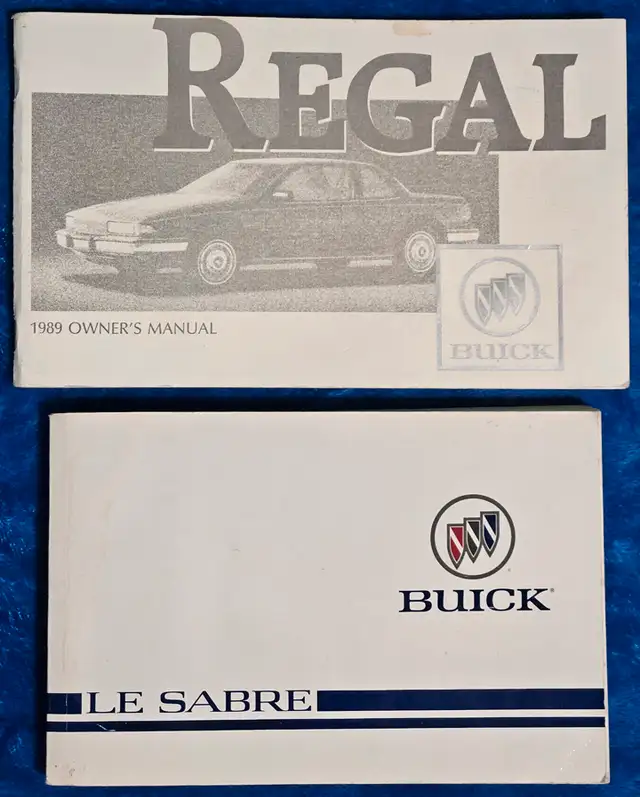 REGAL
1989 OWNER'S MANUAL
BUICK
BUICK®
LE SABRE